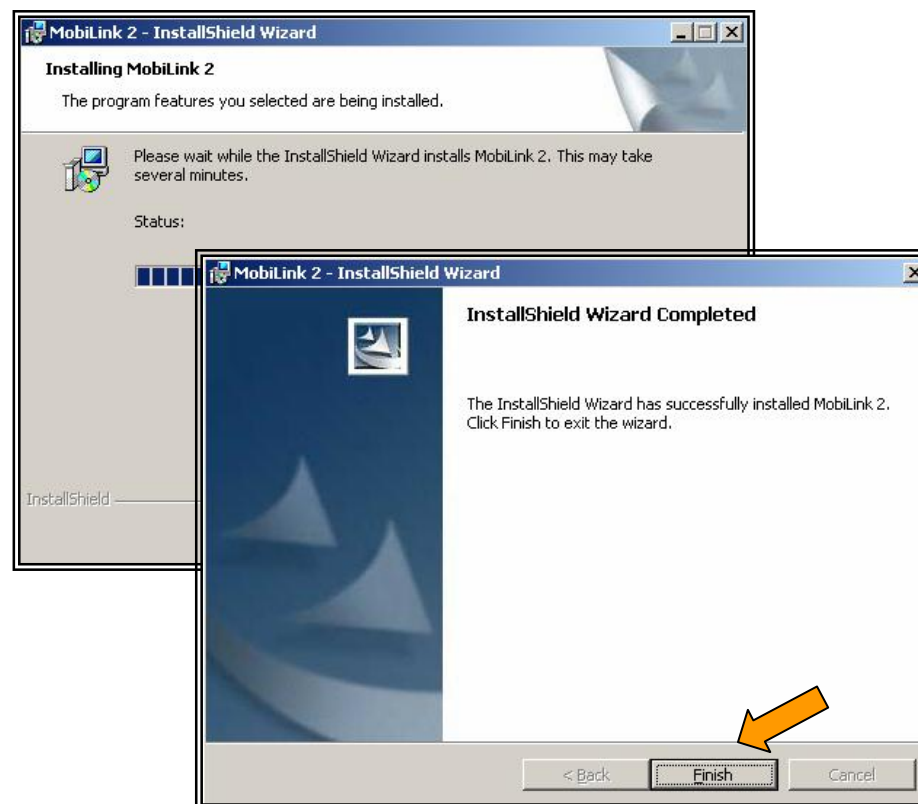 MobiLink 2 - InstallShield Wizard
Installing MobiLink 2
The program features you selected are being installed.
Please wait while the InstallShield Wizard installs MobiLink 2. This may take
several minutes.
Status:
InstallShield
MobiLink 2 - InstallShield Wizard
InstallShield Wizard Completed
The InstallShield Wizard has successfully installed MobiLink 2.
Click Finish to exit the wizard.
< Back Finish Cancel